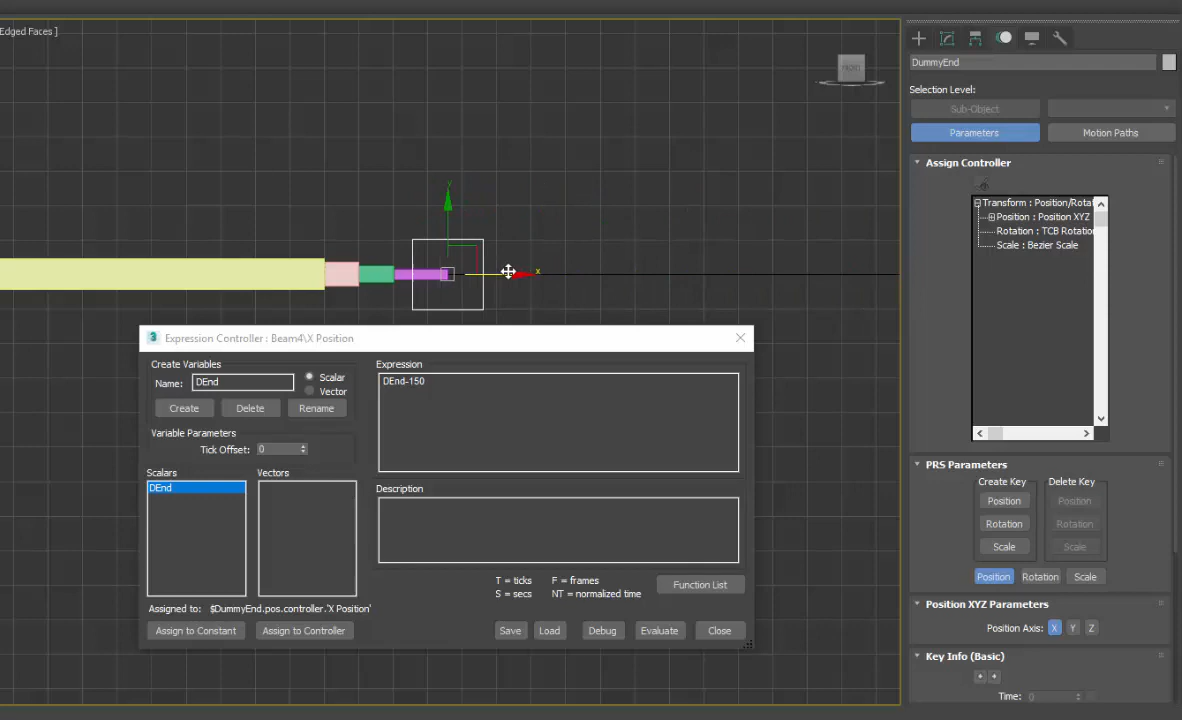 Edged Faces ]
FRONT
y
x
DummyEnd
Selection Level:
Sub-Object
Parameters
Motion Paths
Assign Controller
Transform : Position/Rotat
Position : Position XYZ
Rotation : TCB Rotation
Scale : Bezier Scale
PRS Parameters
Create Key
Delete Key
Position
Position
Rotation
Rotation
Scale
Scale
Position
Rotation
Scale
Position XYZ Parameters
Position Axis:
X
Y
Z
Key Info (Basic)
Time:
0
3
Expression Controller : Beam4\X Position
Create Variables
Name:
DEnd
Scalar
Vector
Create
Delete
Rename
Variable Parameters
Tick Offset:
0
Scalars
Vectors
DEnd
Expression
DEnd-150
Description
T = ticks
F = frames
S = secs
NT = normalized time
Function List
Assigned to:
$DummyEnd.pos.controller.'X Position'
Assign to Constant
Assign to Controller
Save
Load
Debug
Evaluate
Close